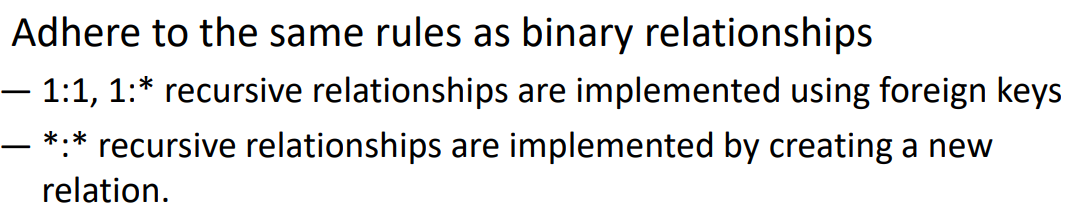 Adhere to the same rules as binary relationships
— 1:1, 1:* recursive relationships are implemented using foreign keys
— *:* recursive relationships are implemented by creating a new
relation.